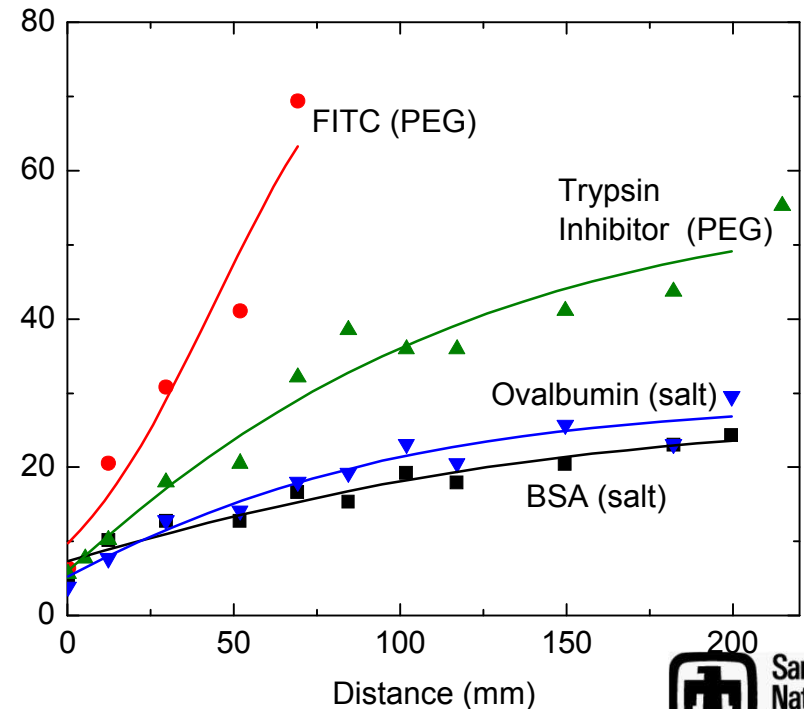 80
FITC (PEG)
60
Trypsin
Inhibitor (PEG)
40
Ovalbumin (salt)
20
BSA (salt)
0
0 50 100 150 200
Distance (mm)